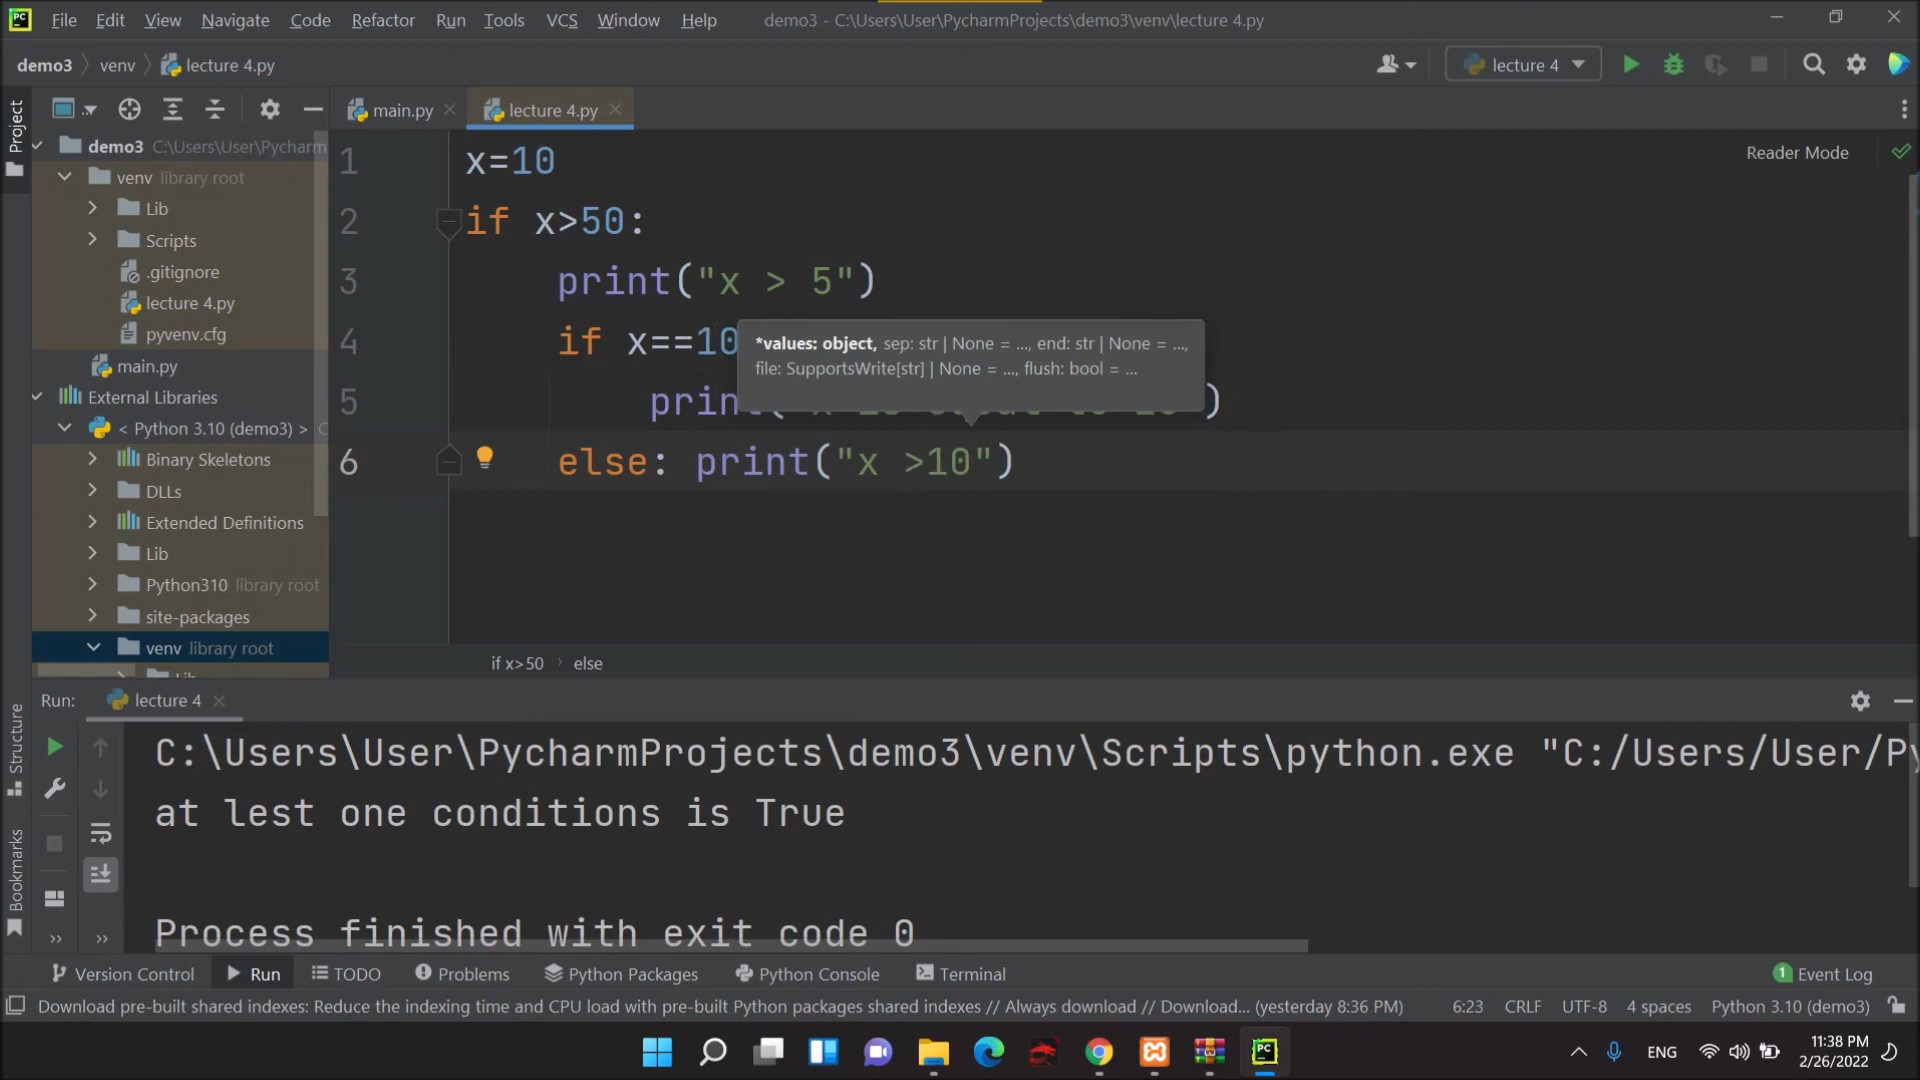 File Edit View Navigate Code Refactor Run Tools VCS Window Help demo3 - C:\Users\User\PycharmProjects\demo3\venv\lecture 4.py
demo3 venv lecture 4.py lecture 4
Project
main.py lecture 4.py
demo3 C:\Users\User\Pycharm
venv library root
Lib
Scripts
.gitignore
lecture 4.py
pyvenv.cfg
main.py
External Libraries
< Python 3.10 (demo3) > C
Binary Skeletons
DLLs
Extended Definitions
Lib
Python310 library root
site-packages
venv library root
Lib
Reader Mode
1 x=10
2 if x>50:
3 print("x > 5")
4 if x==10
*values: object, sep: str | None = ..., end: str | None = ...,
file: SupportsWrite[str] | None = ..., flush: bool = ...
5 print( )
6 else: print("x >10")
if x>50 › else
Run: lecture 4
Structure
Bookmarks
C:\Users\User\PycharmProjects\demo3\venv\Scripts\python.exe "C:/Users/User/Py
at lest one conditions is True
Process finished with exit code 0
Version Control Run TODO Problems Python Packages Python Console Terminal 1 Event Log
Download pre-built shared indexes: Reduce the indexing time and CPU load with pre-built Python packages shared indexes // Always download // Download... (yesterday 8:36 PM) 6:23 CRLF UTF-8 4 spaces Python 3.10 (demo3)
ENG
11:38 PM
2/26/2022